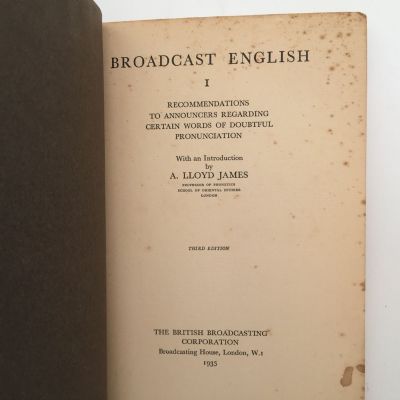 BROADCAST ENGLISH
I
RECOMMENDATIONS
TO ANNOUNCERS REGARDING
CERTAIN WORDS OF DOUBTFUL
PRONUNCIATION
With an Introduction
by
A. LLOYD JAMES
PROFESSOR OF PHONETICS
SCHOOL OF ORIENTAL STUDIES
LONDON
THIRD EDITION
THE BRITISH BROADCASTING
CORPORATION
Broadcasting House, London, W.1
1935